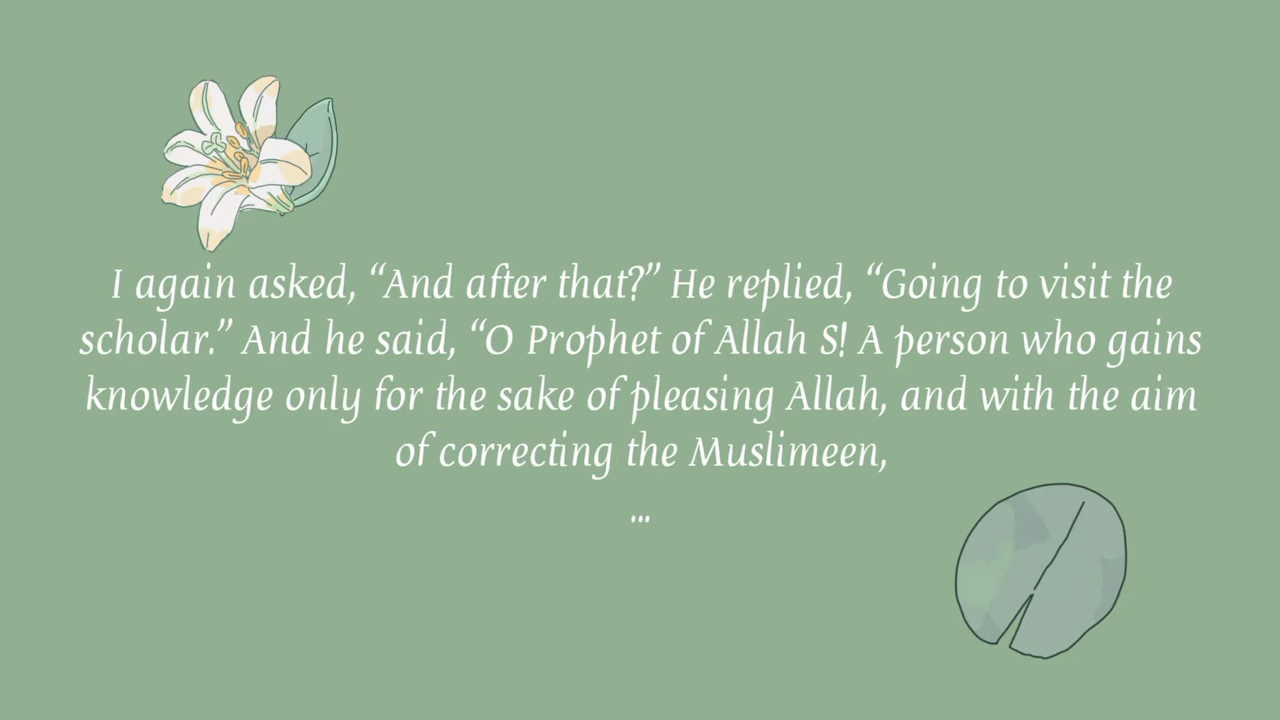 I again asked, “And after that?” He replied, “Going to visit the
scholar.” And he said, “O Prophet of Allah S! A person who gains
knowledge only for the sake of pleasing Allah, and with the aim
of correcting the Muslimeen,
...